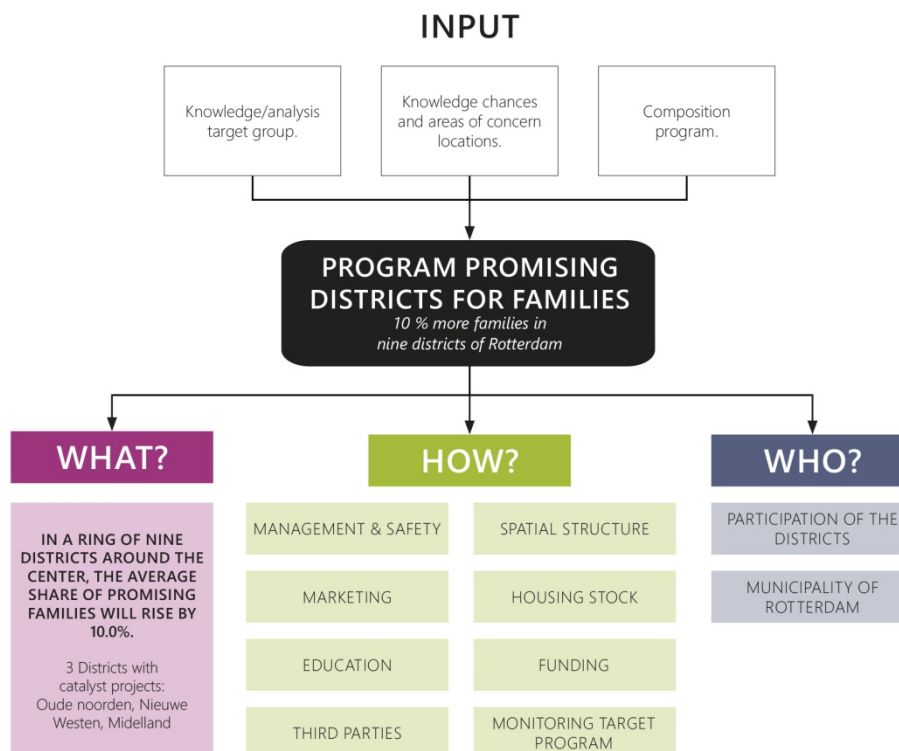 INPUT
Knowledge/analysis
target group.
Knowledge chances
and areas of concern
locations.
Composition
program.
PROGRAM PROMISING
DISTRICTS FOR FAMILIES
10 % more families in
nine districts of Rotterdam
WHAT?
IN A RING OF NINE
DISTRICTS AROUND THE
CENTER, THE AVERAGE
SHARE OF PROMISING
FAMILIES WILL RISE BY
10.0%.
3 Districts with
catalyst projects:
Oude noorden, Nieuwe
Westen, Midelland
HOW?
MANAGEMENT & SAFETY
SPATIAL STRUCTURE
MARKETING
HOUSING STOCK
EDUCATION
FUNDING
THIRD PARTIES
MONITORING TARGET
PROGRAM
WHO?
PARTICIPATION OF THE
DISTRICTS
MUNICIPALITY OF
ROTTERDAM